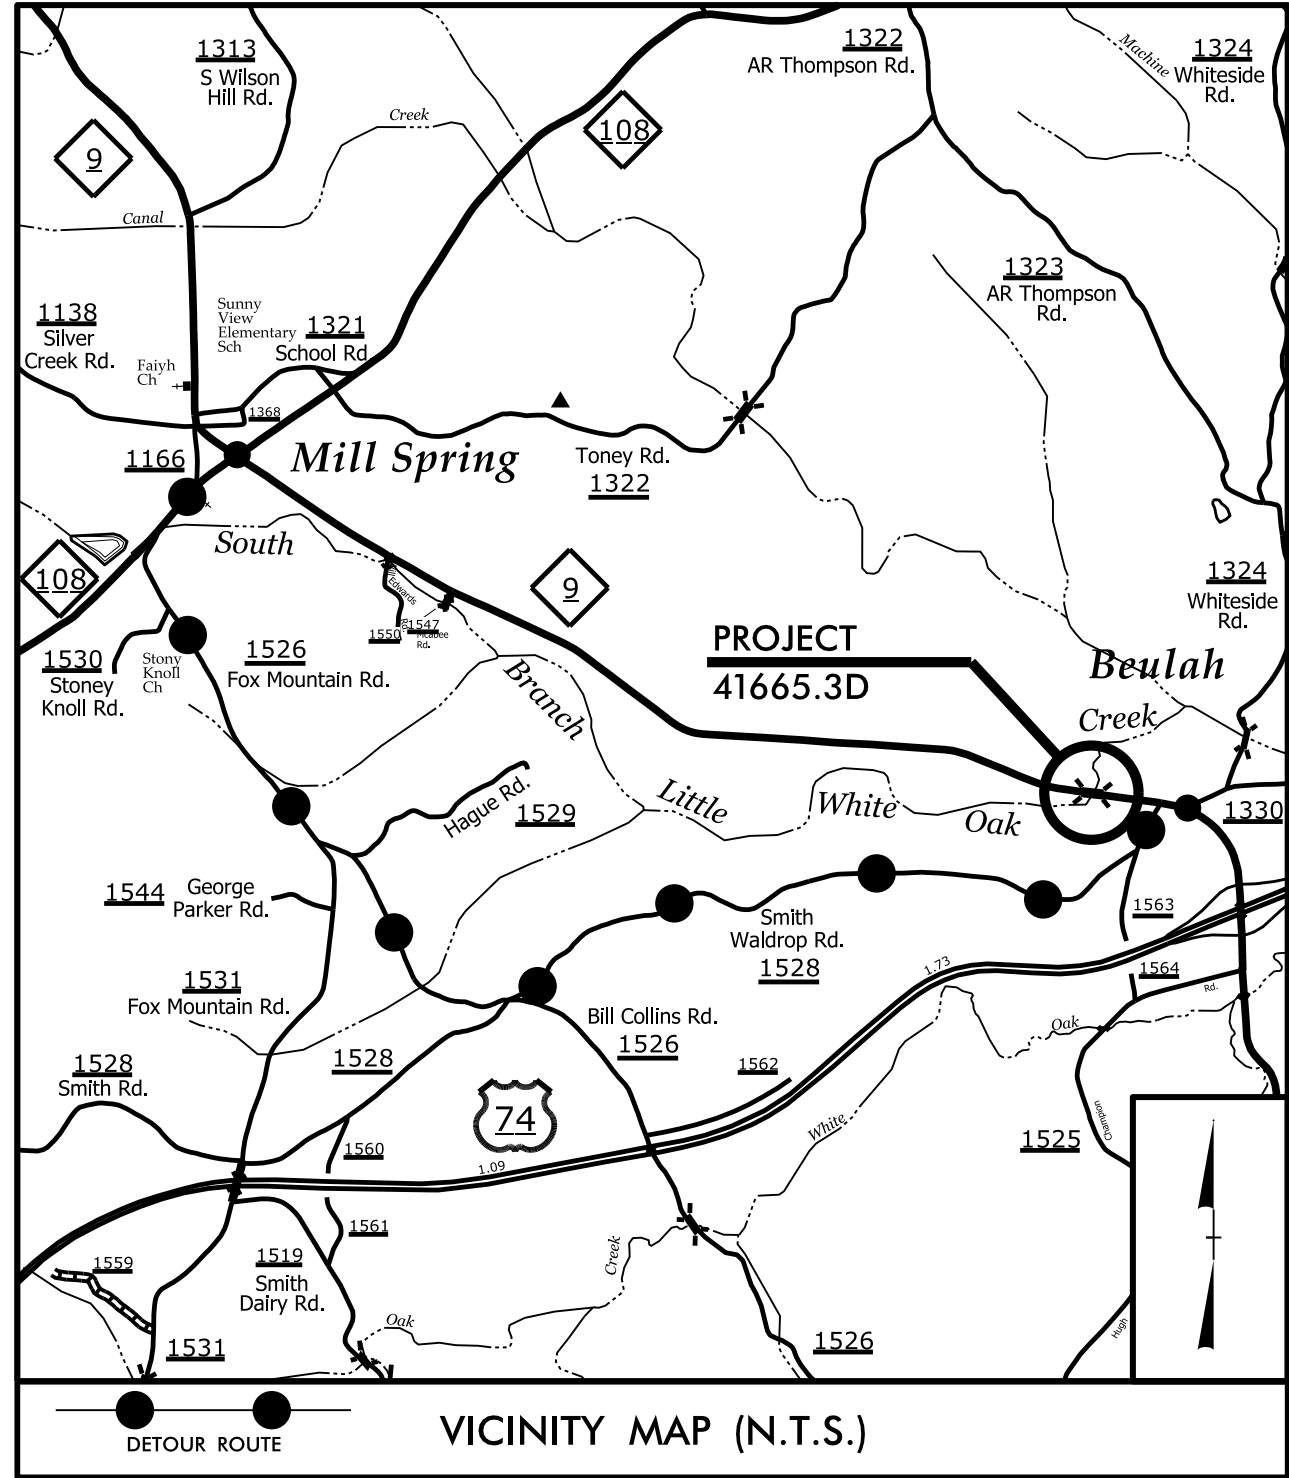 1313
S Wilson
Hill Rd.
1322
AR Thompson Rd.
Machine
1324
Whiteside
Rd.
9
Creek
108
Canal
1323
AR Thompson
Rd.
1138
Silver
Creek Rd.
Sunny
View
Elementary
Sch
1321
School Rd.
Faiyh
Ch
1368
1166
Mill Spring
Toney Rd.
1322
South
108
9
Edwards
Rd.
1550
1547
Mcabee
Rd.
1324
Whiteside
Rd.
PROJECT
41665.3D
Beulah
1530
Stoney
Knoll Rd.
Stony
Knoll
Ch
1526
Fox Mountain Rd.
Branch
Creek
Hague Rd.
1529
Little
White
Oak
1330
1544
George
Parker Rd.
Smith
Waldrop Rd.
1528
1563
1531
Fox Mountain Rd.
1.73
1564
Rd.
Bill Collins Rd.
1526
Oak
1528
Smith Rd.
1528
1562
74
White
Champion
1525
1560
1.09
1561
1559
1519
Smith
Dairy Rd.
Creek
Oak
Hugh
1531
1526
DETOUR ROUTE
VICINITY MAP (N.T.S.)